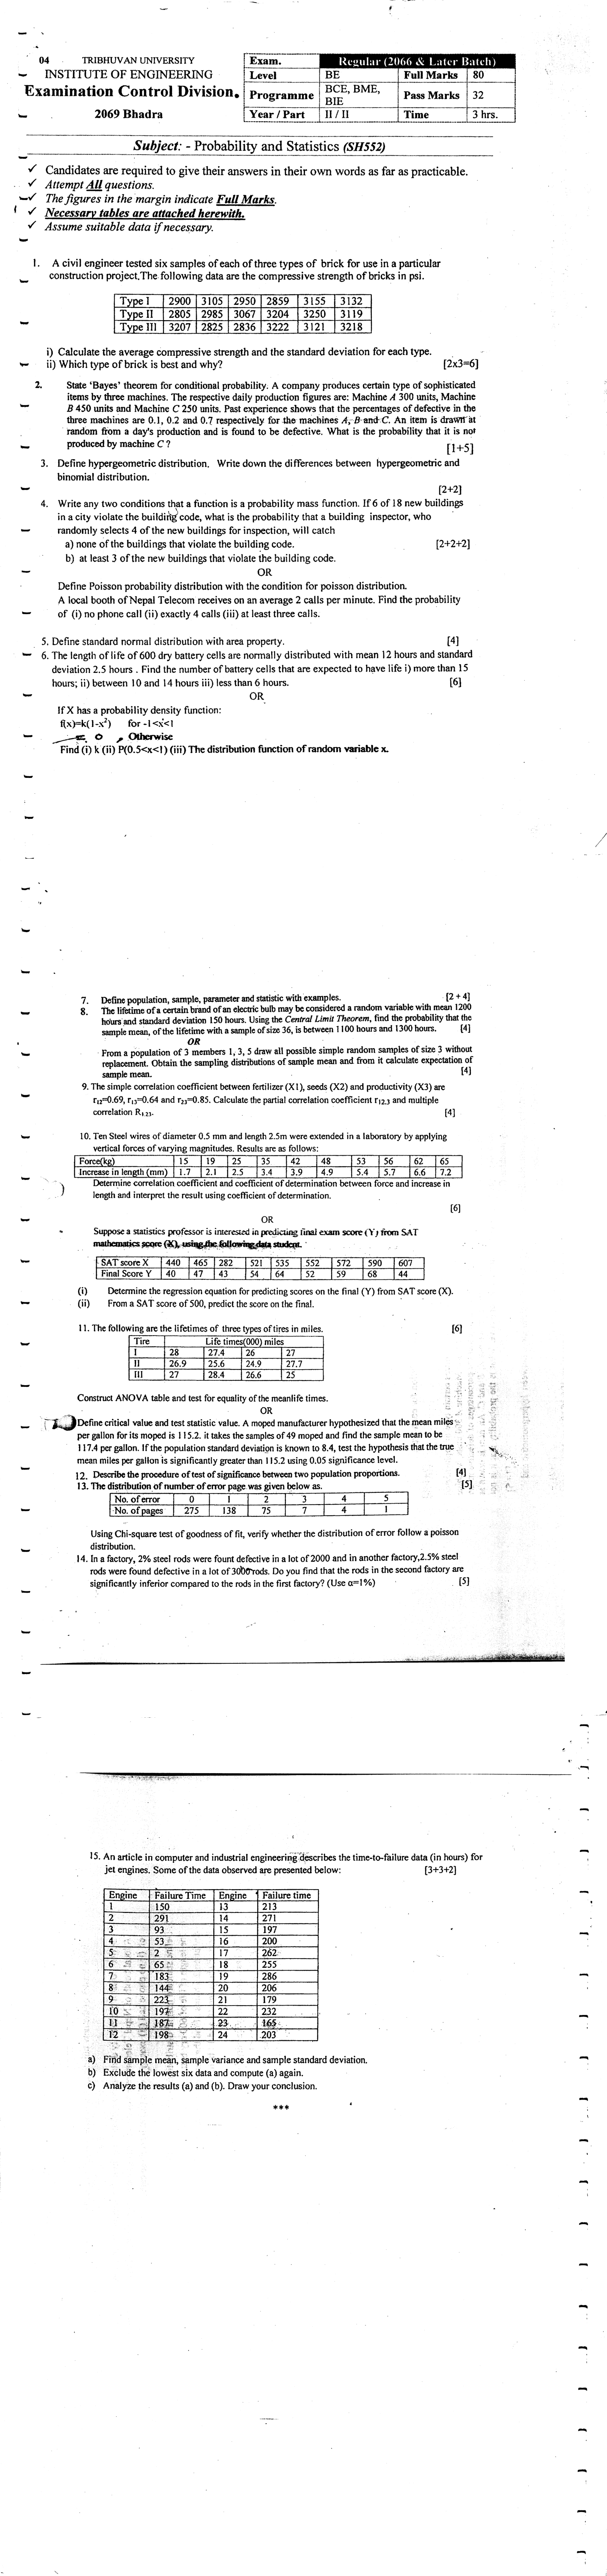 04 TRIBHUVAN UNIVERSITY
INSTITUTE OF ENGINEERING
Examination Control Division.
2069 Bhadra
Exam. Regular (2066 & Later Batch)
Level BE Full Marks 80
Programme BCE, BME, BIE Pass Marks 32
Year / Part II / II Time 3 hrs.
Subject: - Probability and Statistics (SH552)
✓ Candidates are required to give their answers in their own words as far as practicable.
✓ Attempt All questions.
✓ The figures in the margin indicate Full Marks.
✓ Necessary tables are attached herewith.
✓ Assume suitable data if necessary.
1. A civil engineer tested six samples of each of three types of brick for use in a particular
construction project.The following data are the compressive strength of bricks in psi.
Type I 2900 3105 2950 2859 3155 3132
Type II 2805 2985 3067 3204 3250 3119
Type III 3207 2825 2836 3222 3121 3218
i) Calculate the average compressive strength and the standard deviation for each type.
ii) Which type of brick is best and why? [2x3=6]
2. State 'Bayes' theorem for conditional probability. A company produces certain type of sophisticated
items by three machines. The respective daily production figures are: Machine A 300 units, Machine
B 450 units and Machine C 250 units. Past experience shows that the percentages of defective in the
three machines are 0.1, 0.2 and 0.7 respectively for the machines A, B and C. An item is drawn at
random from a day's production and is found to be defective. What is the probability that it is not
produced by machine C ? [1+5]
3. Define hypergeometric distribution. Write down the differences between hypergeometric and
binomial distribution.
[2+2]
4. Write any two conditions that a function is a probability mass function. If 6 of 18 new buildings
in a city violate the building code, what is the probability that a building inspector, who
randomly selects 4 of the new buildings for inspection, will catch
a) none of the buildings that violate the building code. [2+2+2]
b) at least 3 of the new buildings that violate the building code.
OR
Define Poisson probability distribution with the condition for poisson distribution.
A local booth of Nepal Telecom receives on an average 2 calls per minute. Find the probability
of (i) no phone call (ii) exactly 4 calls (iii) at least three calls.
5. Define standard normal distribution with area property. [4]
6. The length of life of 600 dry battery cells are normally distributed with mean 12 hours and standard
deviation 2.5 hours . Find the number of battery cells that are expected to have life i) more than 15
hours; ii) between 10 and 14 hours iii) less than 6 hours. [6]
OR
If X has a probability density function:
f(x)=k(1-x²) for -1<x<1
= 0 , Otherwise
Find (i) k (ii) P(0.5<x<1) (iii) The distribution function of random variable x.
7. Define population, sample, parameter and statistic with examples. [2 + 4]
8. The lifetime of a certain brand of an electric bulb may be considered a random variable with mean 1200
hours and standard deviation 150 hours. Using the Central Limit Theorem, find the probability that the
sample mean, of the lifetime with a sample of size 36, is between 1100 hours and 1300 hours. [4]
OR
From a population of 3 members 1, 3, 5 draw all possible simple random samples of size 3 without
replacement. Obtain the sampling distributions of sample mean and from it calculate expectation of
sample mean. [4]
9. The simple correlation coefficient between fertilizer (X1), seeds (X2) and productivity (X3) are
r₁₂=0.69, r₁₃=0.64 and r₂₃=0.85. Calculate the partial correlation coefficient r₁₂.₃ and multiple
correlation R₁.₂₃. [4]
10. Ten Steel wires of diameter 0.5 mm and length 2.5m were extended in a laboratory by applying
vertical forces of varying magnitudes. Results are as follows:
Force(kg) 15 19 25 35 42 48 53 56 62 65
Increase in length (mm) 1.7 2.1 2.5 3.4 3.9 4.9 5.4 5.7 6.6 7.2
Determine correlation coefficient and coefficient of determination between force and increase in
length and interpret the result using coefficient of determination.
[6]
OR
Suppose a statistics professor is interested in predicting final exam score (Y) from SAT
mathematics score (X), using the following data student.
SAT score X 440 465 282 521 535 552 572 590 607
Final Score Y 40 47 43 54 64 52 59 68 44
(i) Determine the regression equation for predicting scores on the final (Y) from SAT score (X).
(ii) From a SAT score of 500, predict the score on the final.
11. The following are the lifetimes of three types of tires in miles. [6]
Tire Life times(000) miles
I 28 27.4 26 27
II 26.9 25.6 24.9 27.7
III 27 28.4 26.6 25
Construct ANOVA table and test for equality of the meanlife times.
OR
Define critical value and test statistic value. A moped manufacturer hypothesized that the mean miles
per gallon for its moped is 115.2. it takes the samples of 49 moped and find the sample mean to be
117.4 per gallon. If the population standard deviation is known to 8.4, test the hypothesis that the true
mean miles per gallon is significantly greater than 115.2 using 0.05 significance level.
12. Describe the procedure of test of significance between two population proportions. [4]
13. The distribution of number of error page was given below as. [5]
No. of error 0 1 2 3 4 5
No. of pages 275 138 75 7 4 1
Using Chi-square test of goodness of fit, verify whether the distribution of error follow a poisson
distribution.
14. In a factory, 2% steel rods were fount defective in a lot of 2000 and in another factory,2.5% steel
rods were found defective in a lot of 3000 rods. Do you find that the rods in the second factory are
significantly inferior compared to the rods in the first factory? (Use α=1%) [5]
15. An article in computer and industrial engineering describes the time-to-failure data (in hours) for
jet engines. Some of the data observed are presented below: [3+3+2]
Engine Failure Time Engine Failure time
1 150 13 213
2 291 14 271
3 93 15 197
4 53 16 200
5 2 17 262
6 65 18 255
7 183 19 286
8 144 20 206
9 223 21 179
10 197 22 232
11 187 23 165
12 198 24 203
a) Find sample mean, sample variance and sample standard deviation.
b) Exclude the lowest six data and compute (a) again.
c) Analyze the results (a) and (b). Draw your conclusion.
***